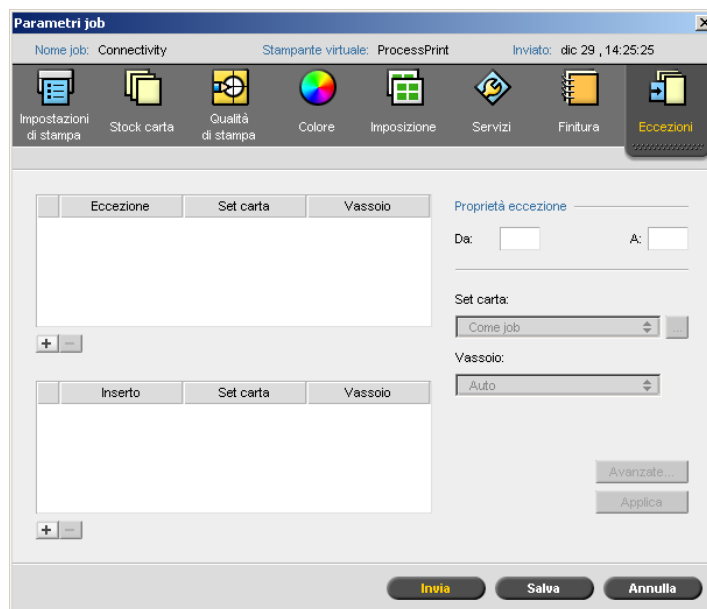 Parametri job
Nome job: Connectivity Stampante virtuale: ProcessPrint Inviato: dic 29 , 14:25:25
Impostazioni di stampa
Stock carta
Qualità di stampa
Colore
Imposizione
Servizi
Finitura
Eccezioni
Eccezione Set carta Vassoio
Proprietà eccezione
Da: A:
Set carta:
Come job ...
+ −
Vassoio:
Auto
Inserto Set carta Vassoio
Avanzate...
Applica
+ −
Invia Salva Annulla